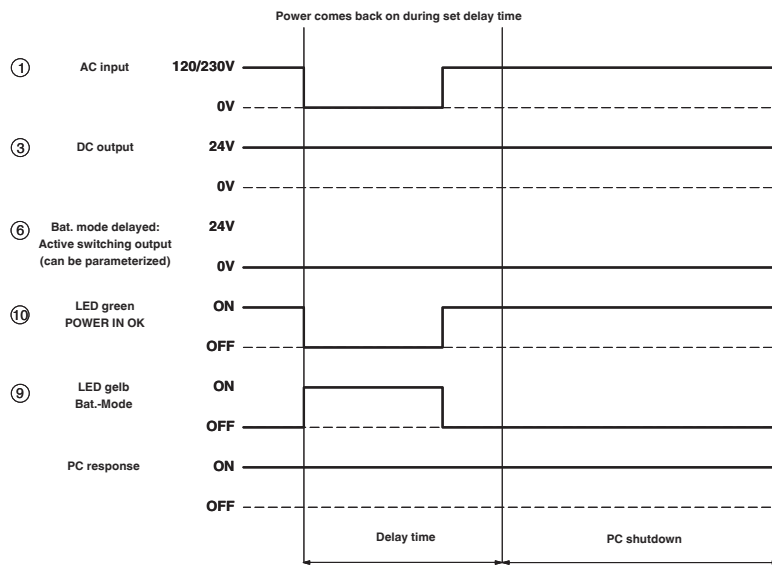 Power comes back on during set delay time
1 AC input 120/230V
0V
3 DC output 24V
0V
6 Bat. mode delayed: 24V
Active switching output
(can be parameterized) 0V
10 LED green ON
POWER IN OK
OFF
9 LED gelb ON
Bat.-Mode
OFF
PC response ON
OFF
Delay time PC shutdown